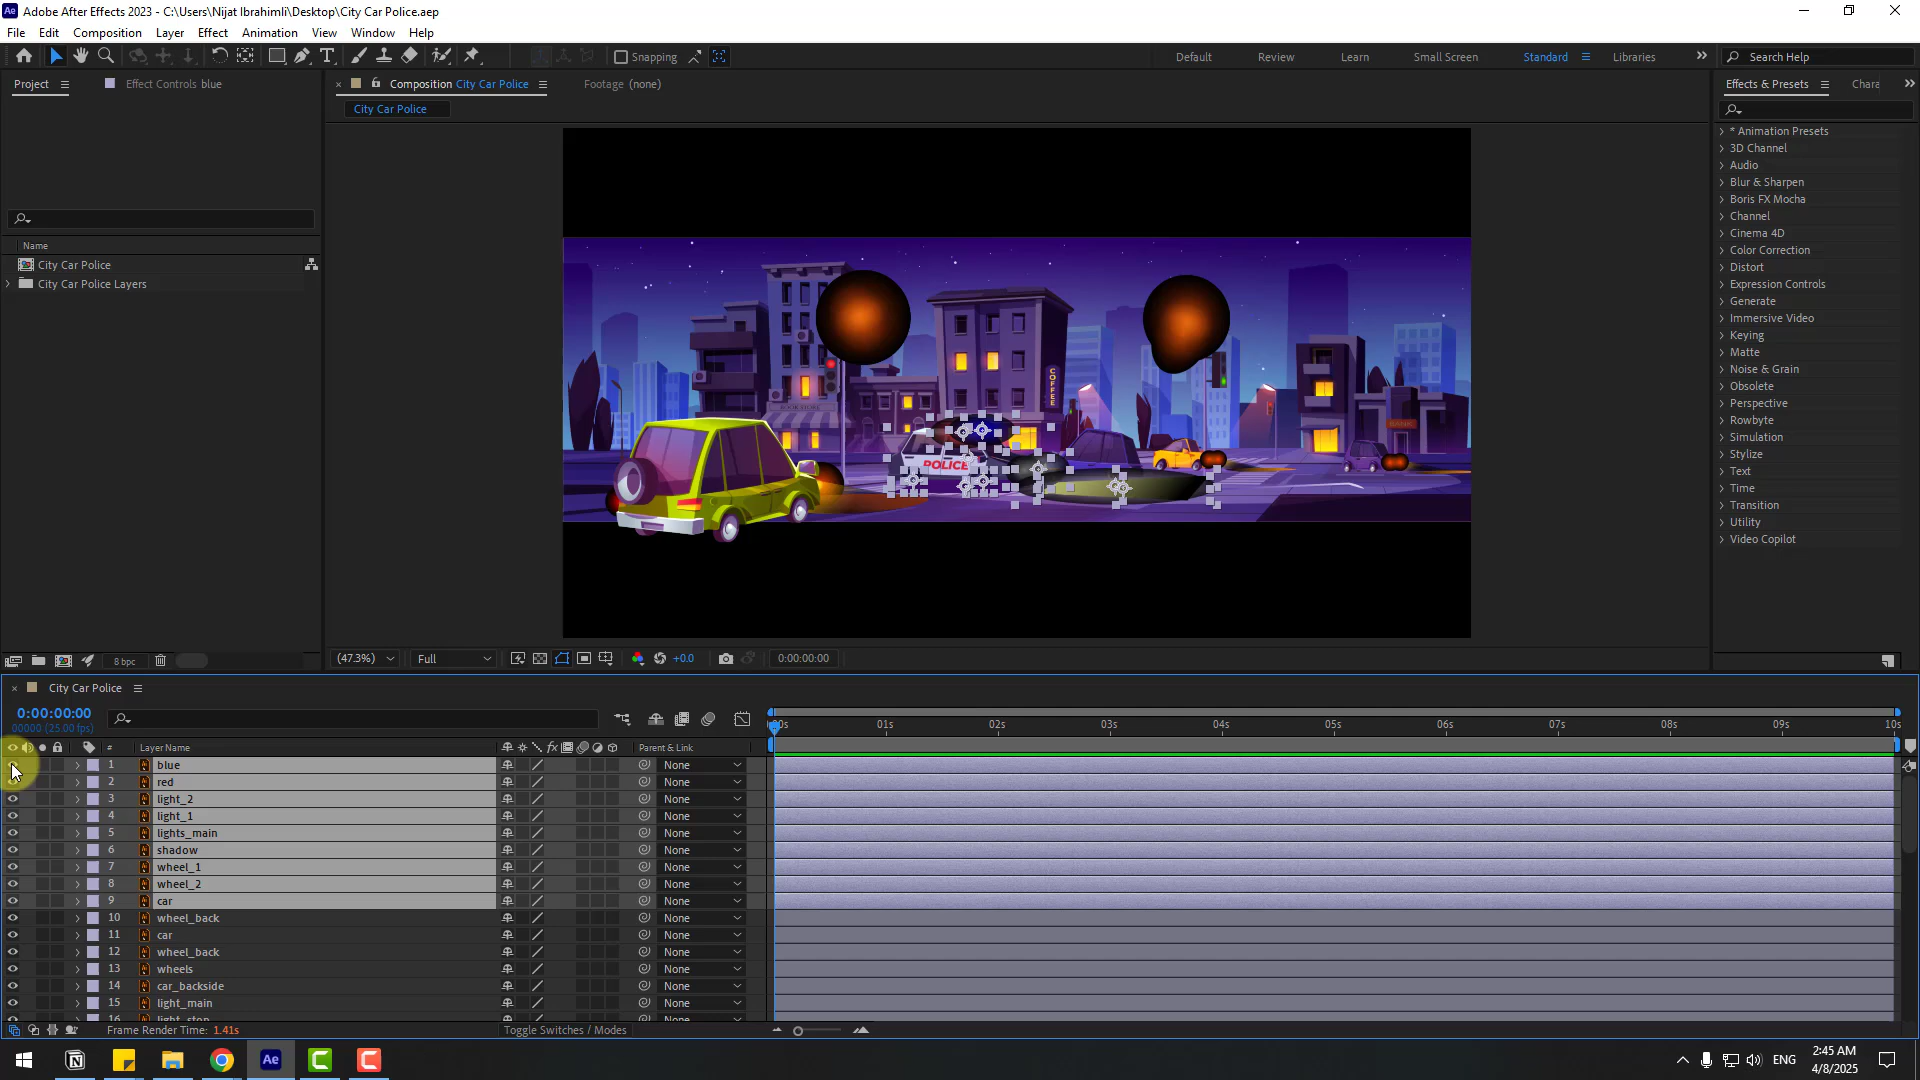 Adobe After Effects 2023 - C:\Users\Nijat Ibrahimli\Desktop\City Car Police.aep
File Edit Composition Layer Effect Animation View Window Help
Snapping Default Review Learn Small Screen Standard Libraries Search Help
Project Effect Controls blue Composition City Car Police Footage (none) Effects & Presets Chara
City Car Police
* Animation Presets
3D Channel
Audio
Blur & Sharpen
Boris FX Mocha
Channel
Cinema 4D
Color Correction
Distort
Expression Controls
Generate
Immersive Video
Keying
Matte
Noise & Grain
Obsolete
Perspective
Rowbyte
Simulation
Stylize
Text
Time
Transition
Utility
Video Copilot
Name
City Car Police
City Car Police Layers
COFFEE
BOOKSTORE
BANK
POLICE
8 bpc (47.3%) Full +0.0 0:00:00:00
City Car Police
0:00:00:00
00000 (25.00 fps)
:00s 01s 02s 03s 04s 05s 06s 07s 08s 09s 10s
# Layer Name fx Parent & Link
1 blue None
2 red None
3 light_2 None
4 light_1 None
5 lights_main None
6 shadow None
7 wheel_1 None
8 wheel_2 None
9 car None
10 wheel_back None
11 car None
12 wheel_back None
13 wheels None
14 car_backside None
15 light_main None
16 light_stop None
Frame Render Time: 1.41s Toggle Switches / Modes
Ae ENG 2:45 AM
4/8/2025